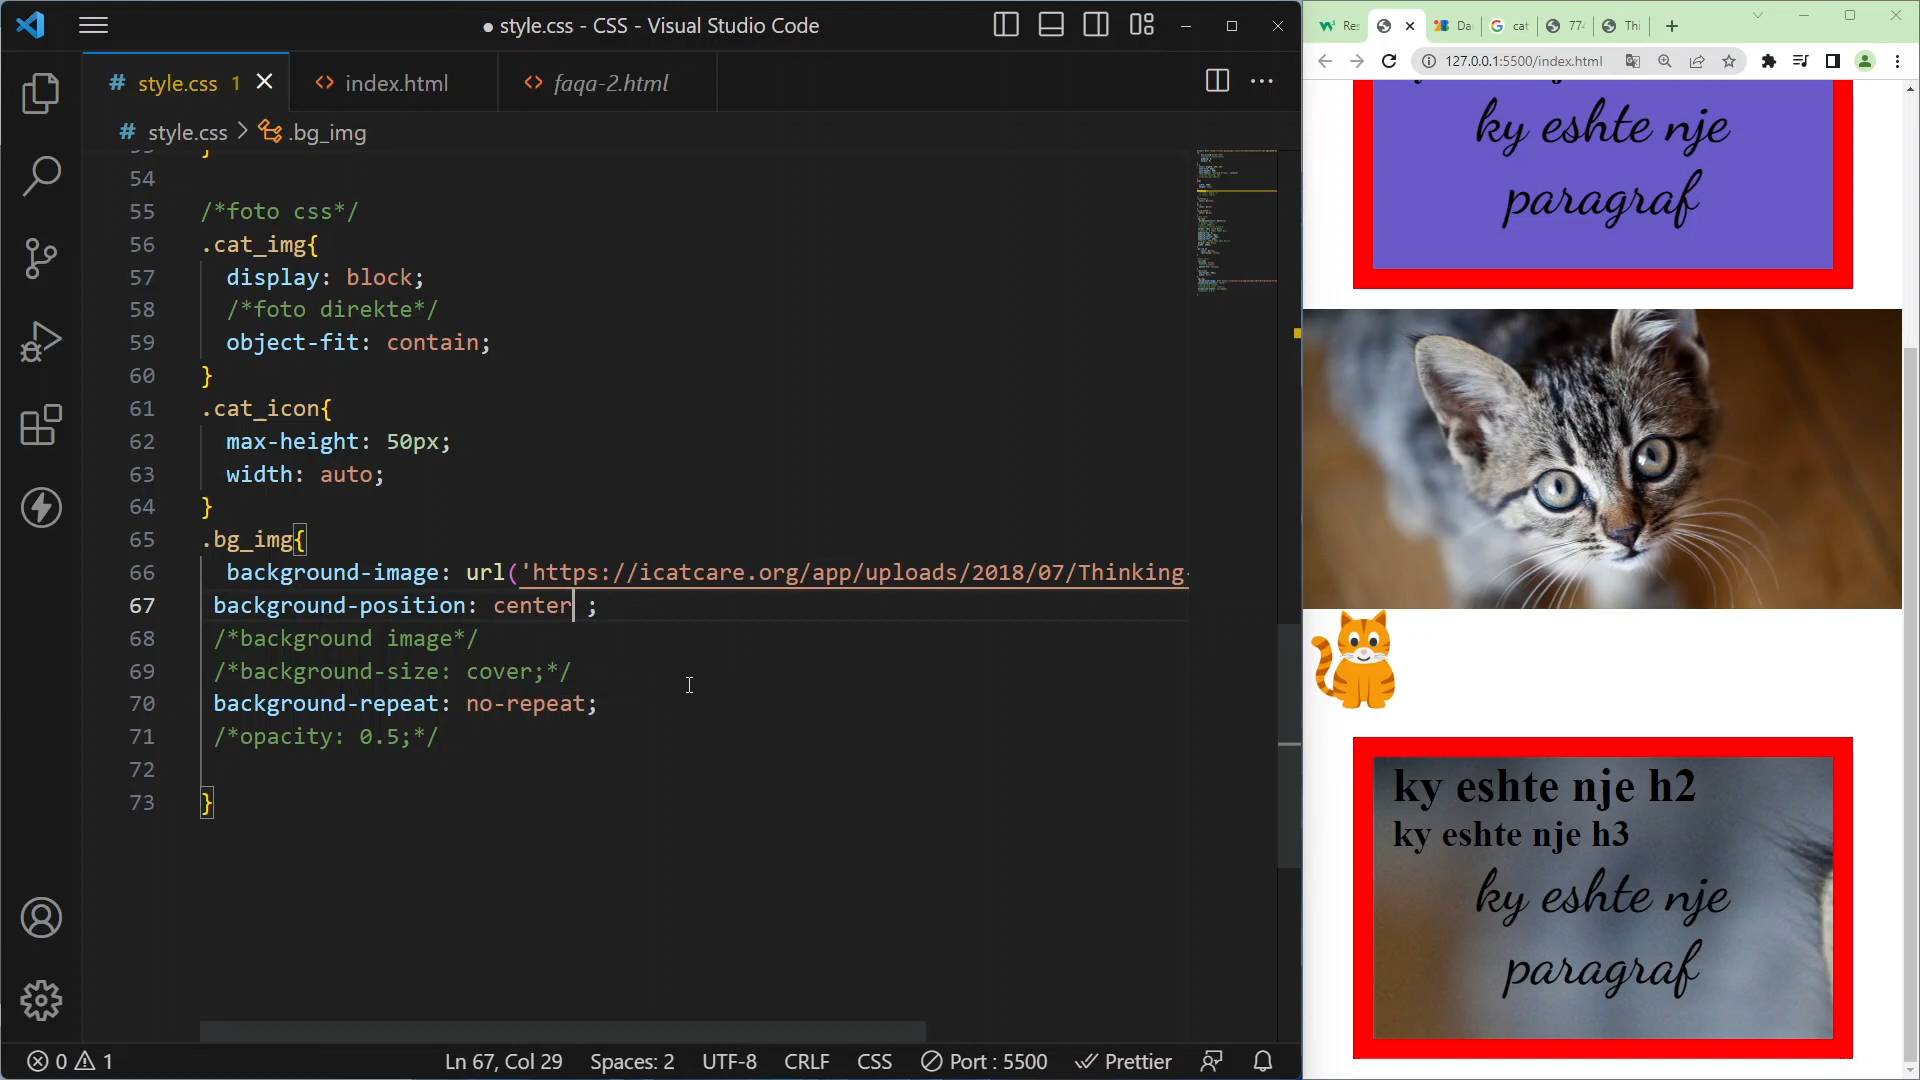 ● style.css - CSS - Visual Studio Code
# style.css 1
<> index.html
<> faqa-2.html
# style.css > .bg_img
54
55 /*foto css*/
56 .cat_img{
57 display: block;
58 /*foto direkte*/
59 object-fit: contain;
60 }
61 .cat_icon{
62 max-height: 50px;
63 width: auto;
64 }
65 .bg_img{
66 background-image: url('https://icatcare.org/app/uploads/2018/07/Thinking-
67 background-position: center ;
68 /*background image*/
69 /*background-size: cover;*/
70 background-repeat: no-repeat;
71 /*opacity: 0.5;*/
72
73 }
0 1 Ln 67, Col 29 Spaces: 2 UTF-8 CRLF CSS Port : 5500 Prettier
Res Da cat 774 Thi
127.0.0.1:5500/index.html
ky eshte nje
paragraf
ky eshte nje h2
ky eshte nje h3
ky eshte nje
paragraf